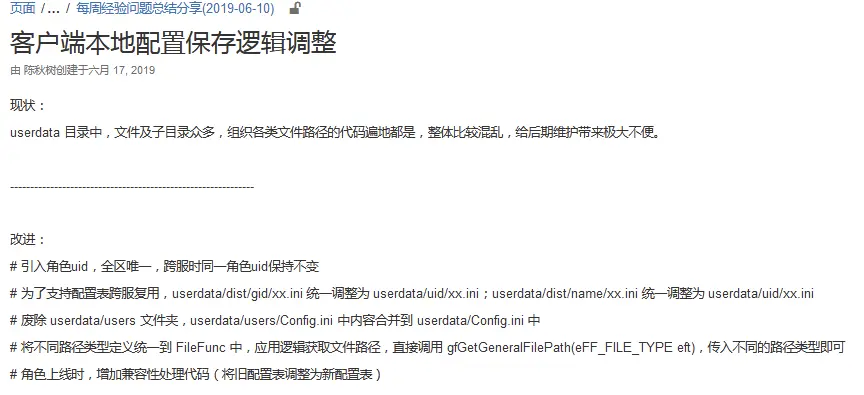 页面 /... / 每周经验问题总结分享(2019-06-10)
客户端本地配置保存逻辑调整
由 陈秋树创建于六月 17, 2019
现状：
userdata 目录中，文件及子目录众多，组织各类文件路径的代码遍地都是，整体比较混乱，给后期维护带来极大不便。
-------------------------------------------------------------
改进：
# 引入角色uid，全区唯一，跨服时同一角色uid保持不变
# 为了支持配置表跨服复用，userdata/dist/gid/xx.ini 统一调整为 userdata/uid/xx.ini；userdata/dist/name/xx.ini 统一调整为 userdata/uid/xx.ini
# 废除 userdata/users 文件夹，userdata/users/Config.ini 中内容合并到 userdata/Config.ini 中
# 将不同路径类型定义统一到 FileFunc 中，应用逻辑获取文件路径，直接调用 gfGetGeneralFilePath(eFF_FILE_TYPE eft)，传入不同的路径类型即可
# 角色上线时，增加兼容性处理代码（将旧配置表调整为新配置表）